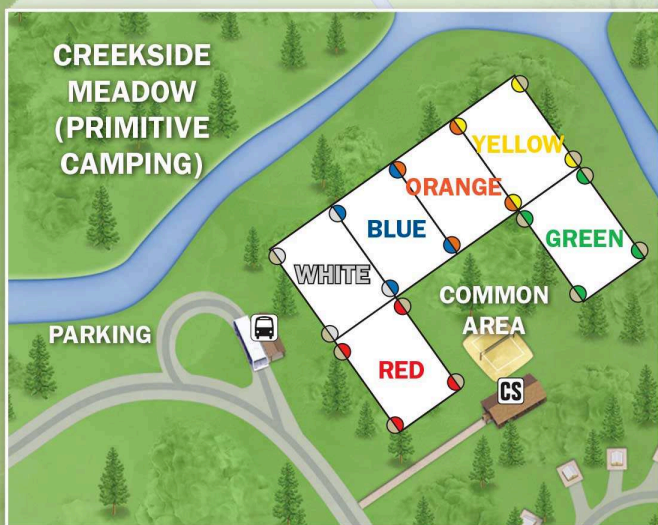 CREEKSIDE
MEADOW
(PRIMITIVE
CAMPING)
YELLOW
ORANGE
BLUE
GREEN
WHITE
COMMON
AREA
PARKING
RED
CS